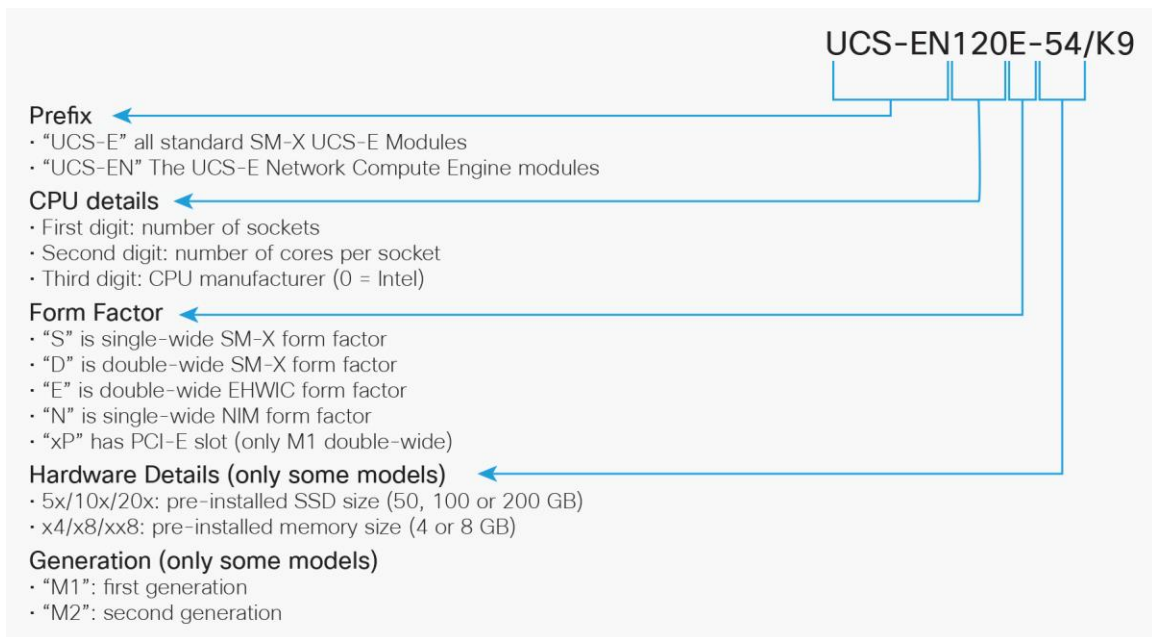 UCS-EN120E-54/K9
Prefix
· “UCS-E” all standard SM-X UCS-E Modules
· “UCS-EN” The UCS-E Network Compute Engine modules
CPU details
· First digit: number of sockets
· Second digit: number of cores per socket
· Third digit: CPU manufacturer (0 = Intel)
Form Factor
· “S” is single-wide SM-X form factor
· “D” is double-wide SM-X form factor
· “E” is double-wide EHWIC form factor
· “N” is single-wide NIM form factor
· “xP” has PCI-E slot (only M1 double-wide)
Hardware Details (only some models)
· 5x/10x/20x: pre-installed SSD size (50, 100 or 200 GB)
· x4/x8/xx8: pre-installed memory size (4 or 8 GB)
Generation (only some models)
· “M1”: first generation
· “M2”: second generation